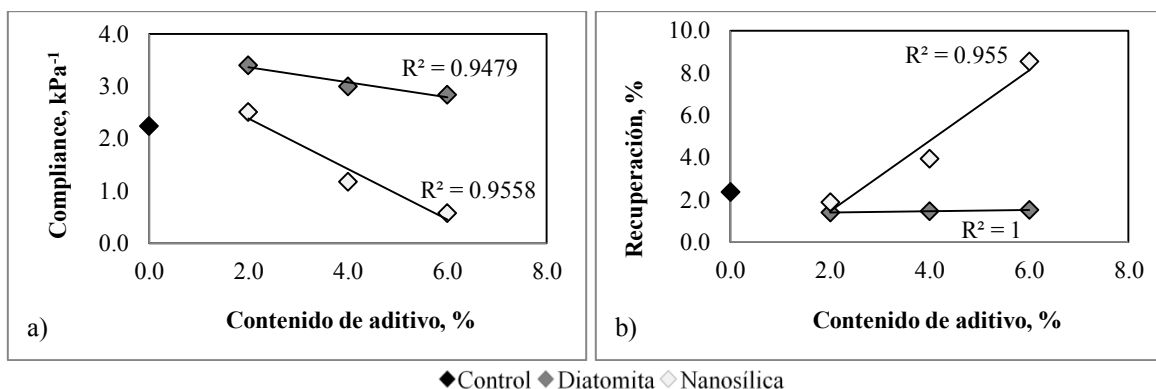 4.0
3.0
2.0
1.0
0.0
Compliance, kPa⁻¹
R² = 0.9479
R² = 0.9558
0.0 2.0 4.0 6.0 8.0
Contenido de aditivo, %
a)
10.0
8.0
6.0
4.0
2.0
0.0
Recuperación, %
R² = 0.955
R² = 1
0.0 2.0 4.0 6.0 8.0
Contenido de aditivo, %
b)
Control Diatomita Nanosílica